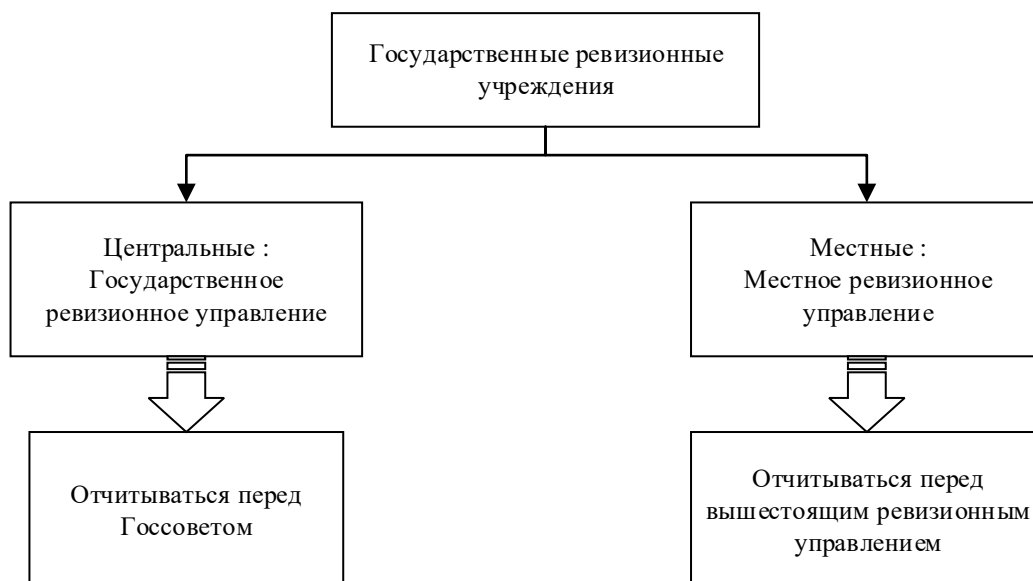 Государственные ревизионные
учреждения
Центральные :
Государственное
ревизионное управление
Местные :
Местное ревизионное
управление
Отчитываться перед
Госсоветом
Отчитываться перед
вышестоящим ревизионным
управлением